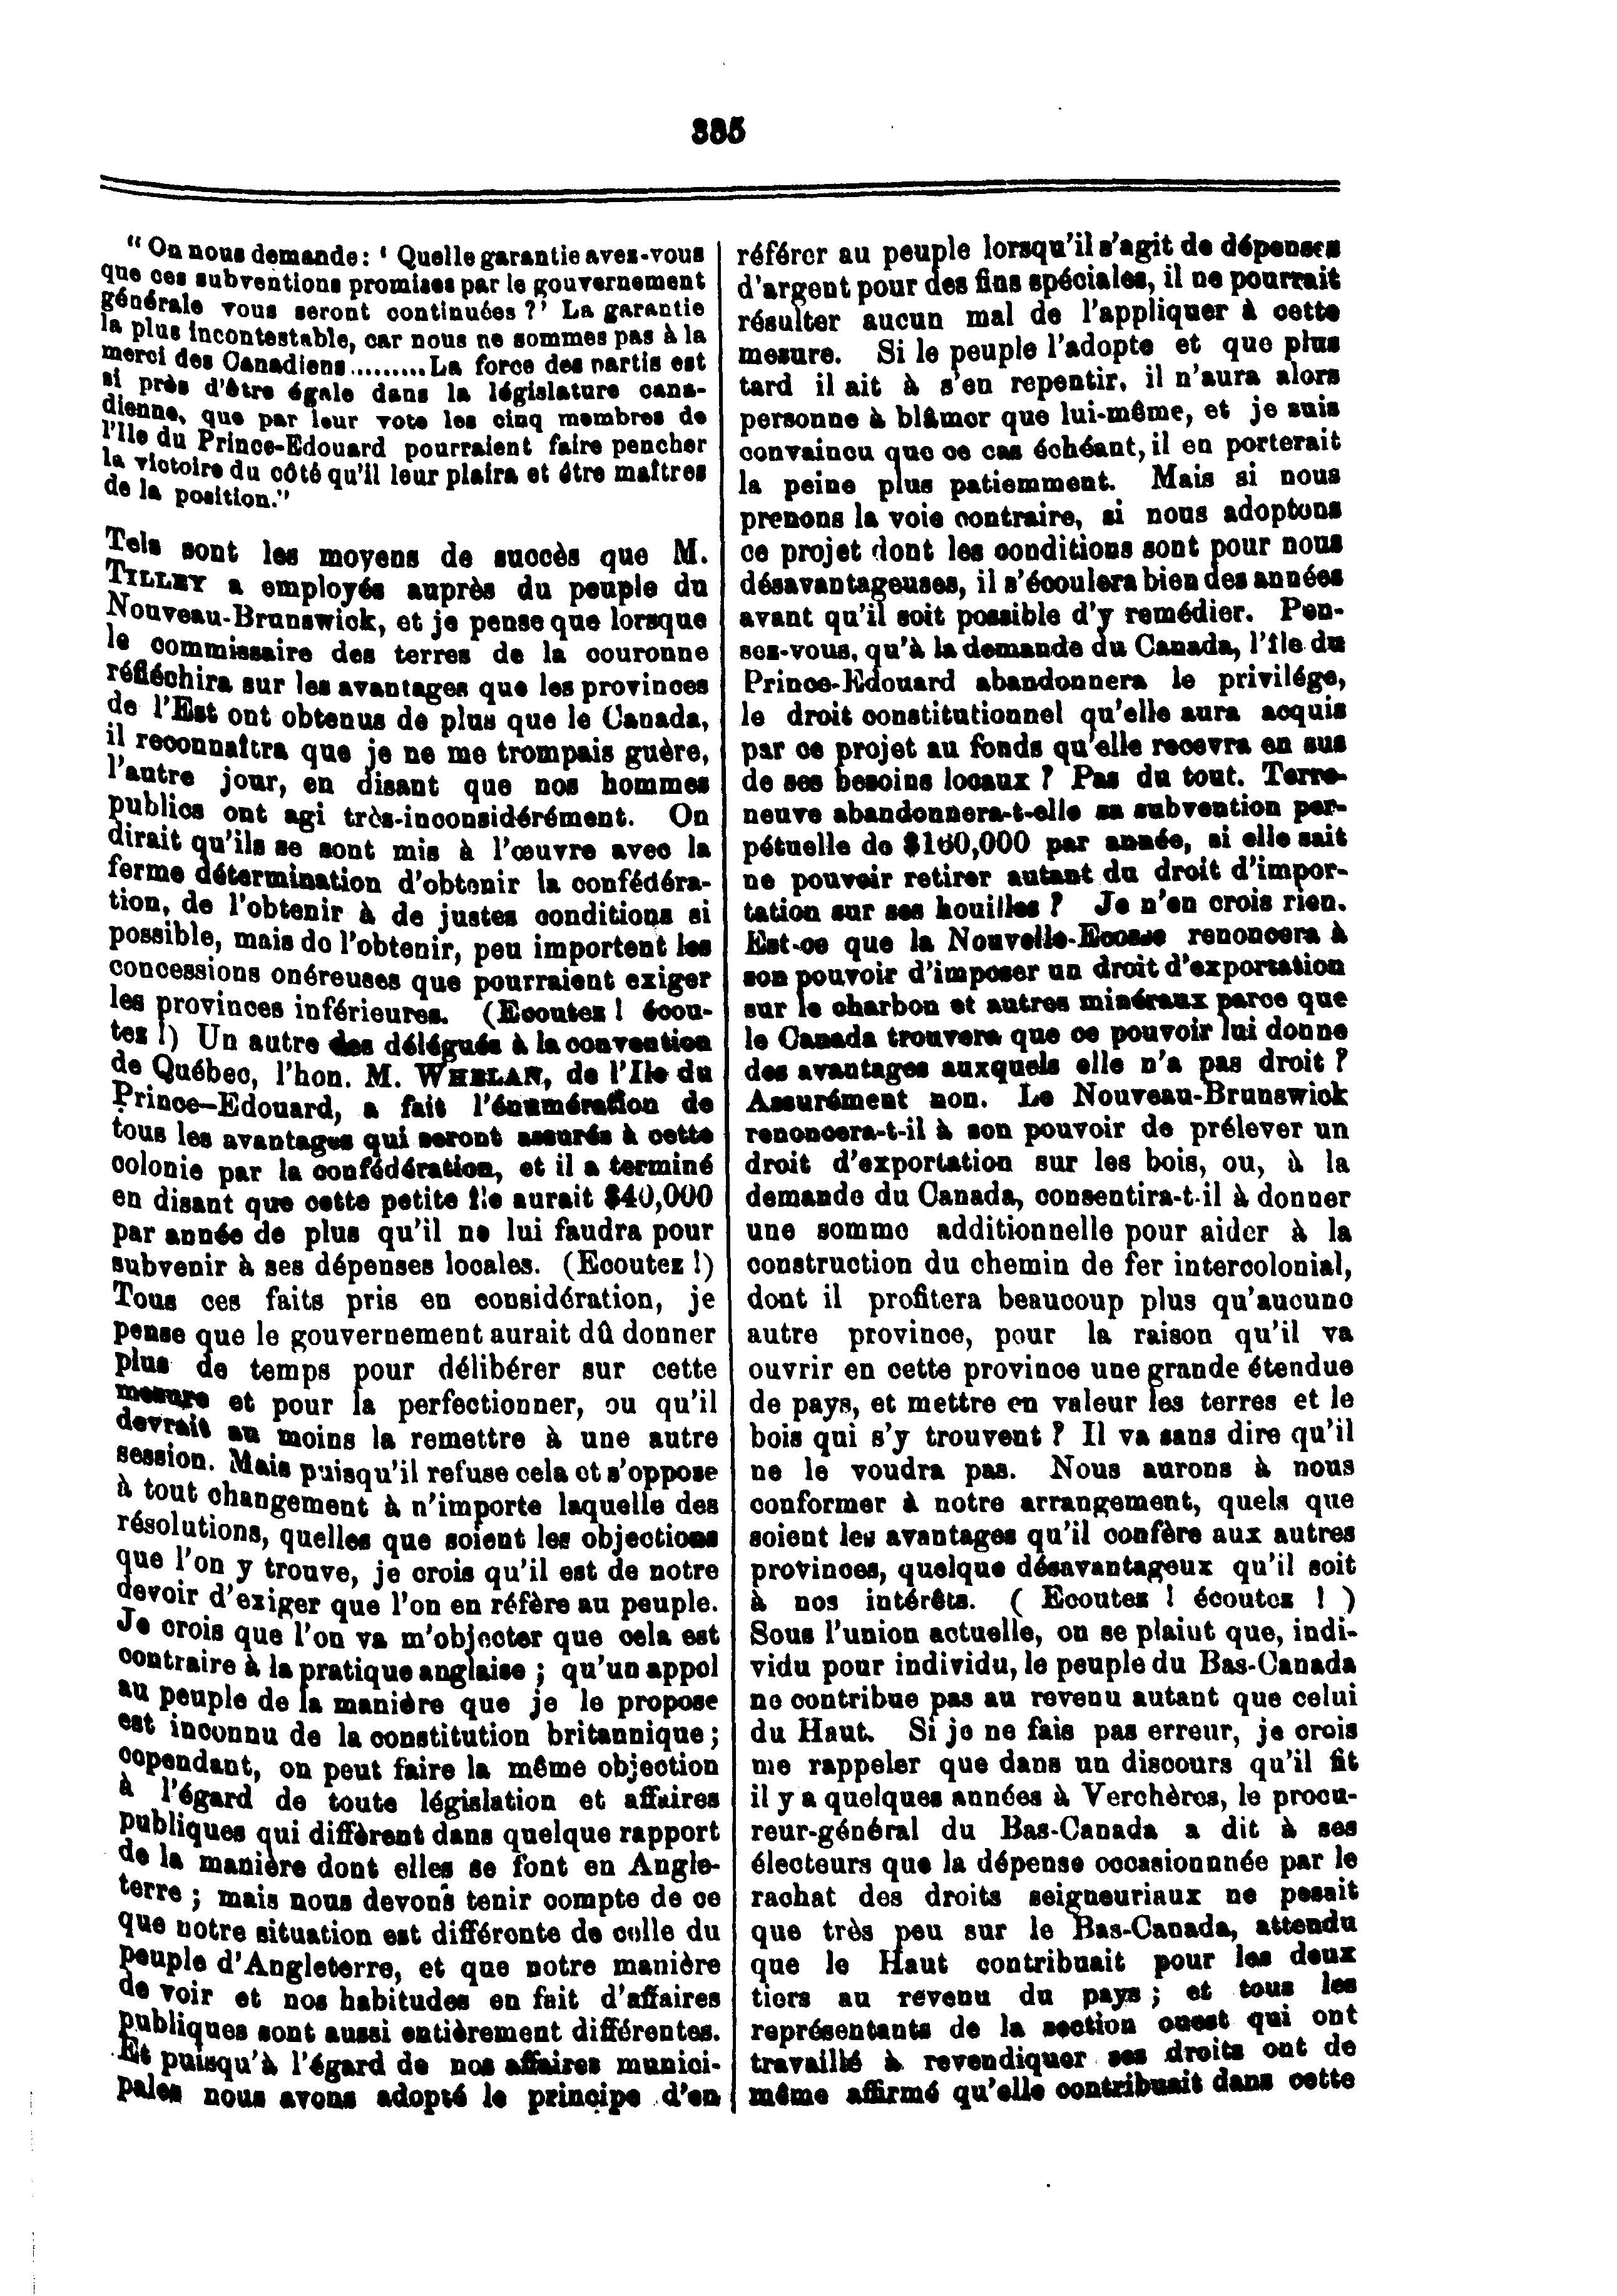 335
“ On nous demande : ‘ Quelle garantie avez-vous
que ces subventions promises par le gouvernement
générale vous seront continuées ?’ La garantie
la plus incontestable, car nous ne sommes pas à la
merci des Canadiens.........La force des partis est
si près d’être égale dans la législature cana-
dienne, que par leur vote les cinq membres de
l’Ile du Prince-Edouard pourraient faire pencher
la victoire du côté qu’il leur plaira et être maîtres
de la position.”
Tels sont les moyens de succès que M.
TILLEY a employés auprès du peuple du
Nouveau-Brunswick, et je pense que lorsque
le commissaire des terres de la couronne
réfléchira sur les avantages que les provinces
de l’Est ont obtenus de plus que le Canada,
il reconnaîtra que je ne me trompais guère,
l’autre jour, en disant que nos hommes
publics ont agi très-inconsidérément. On
dirait qu’ils se sont mis à l’œuvre avec la
ferme détermination d’obtenir la confédéra-
tion, de l’obtenir à de justes conditions si
possible, mais de l’obtenir, peu importent les
concessions onéreuses que pourraient exiger
les provinces inférieures. (Ecoutez ! écou-
tez !) Un autre des délégués à la convention
de Québec, l’hon. M. WHELAN, de l’Ile du
Prince-Edouard, a fait l’énumération de
tous les avantages qui seront assurés à cette
colonie par la confédération, et il a terminé
en disant que cette petite île aurait $40,000
par année de plus qu’il ne lui faudra pour
subvenir à ses dépenses locales. (Ecoutez !)
Tous ces faits pris en considération, je
pense que le gouvernement aurait dû donner
plus de temps pour délibérer sur cette
mesure et pour la perfectionner, ou qu’il
devrait au moins la remettre à une autre
session. Mais puisqu’il refuse cela et s’oppose
à tout changement à n’importe laquelle des
résolutions, quelles que soient les objections
que l’on y trouve, je crois qu’il est de notre
devoir d’exiger que l’on en réfère au peuple.
Je crois que l’on va m’objecter que cela est
contraire à la pratique anglaise ; qu’un appel
au peuple de la manière que je le propose
est inconnu de la constitution britannique ;
cependant, on peut faire la même objection
à l’égard de toute législation et affaires
publiques qui diffèrent dans quelque rapport
de la manière dont elles se font en Angle-
terre ; mais nous devons tenir compte de ce
que notre situation est différente de celle du
peuple d’Angleterre, et que notre manière
de voir et nos habitudes en fait d’affaires
publiques sont aussi entièrement différentes.
Et puisqu’à l’égard de nos affaires munici-
pales nous avons adopté le principe d’en
référer au peuple lorsqu’il s’agit de dépenses
d’argent pour des fins spéciales, il ne pourrait
résulter aucun mal de l’appliquer à cette
mesure. Si le peuple l’adopte et que plus
tard il ait à s’en repentir, il n’aura alors
personne à blâmer que lui-même, et je suis
convaincu que ce cas échéant, il en porterait
la peine plus patiemment. Mais si nous
prenons la voie contraire, si nous adoptons
ce projet dont les conditions sont pour nous
désavantageuses, il s’écoulera bien des années
avant qu’il soit possible d’y remédier. Pen-
sez-vous, qu’à la demande du Canada, l’île du
Prince-Edouard abandonnera le privilége,
le droit constitutionnel qu’elle aura acquis
par ce projet au fonds qu’elle recevra en sus
de ses besoins locaux ? Pas du tout. Terre-
neuve abandonnera-t-elle sa subvention per-
pétuelle de $160,000 par année, si elle sait
ne pouvoir retirer autant du droit d’impor-
tation sur ses houilles ? Je n’en crois rien.
Est-ce que la Nouvelle-Ecosse renoncera à
son pouvoir d’imposer un droit d’exportation
sur le charbon et autres minéraux parce que
le Canada trouvera que ce pouvoir lui donne
des avantages auxquels elle n’a pas droit ?
Assurément non. Le Nouveau-Brunswick
renoncera-t-il à son pouvoir de prélever un
droit d’exportation sur les bois, ou, à la
demande du Canada, consentira-t-il à donner
une somme additionnelle pour aider à la
construction du chemin de fer intercolonial,
dont il profitera beaucoup plus qu’aucune
autre province, pour la raison qu’il va
ouvrir en cette province une grande étendue
de pays, et mettre en valeur les terres et le
bois qui s’y trouvent ? Il va sans dire qu’il
ne le voudra pas. Nous aurons à nous
conformer à notre arrangement, quels que
soient les avantages qu’il confère aux autres
provinces, quelque désavantageux qu’il soit
à nos intérêts. ( Ecoutez ! écoutez ! )
Sous l’union actuelle, on se plaint que, indi-
vidu pour individu, le peuple du Bas-Canada
ne contribue pas au revenu autant que celui
du Haut. Si je ne fais pas erreur, je crois
me rappeler que dans un discours qu’il fit
il y a quelques années à Verchères, le procu-
reur-général du Bas-Canada a dit à ses
électeurs que la dépense occasionnnée par le
rachat des droits seigneuriaux ne pesait
que très peu sur le Bas-Canada, attendu
que le Haut contribuait pour les deux
tiers au revenu du pays ; et tous les
représentants de la section ouest qui ont
travaillé à revendiquer ses droits ont de
même affirmé qu’elle contribuait dans cette